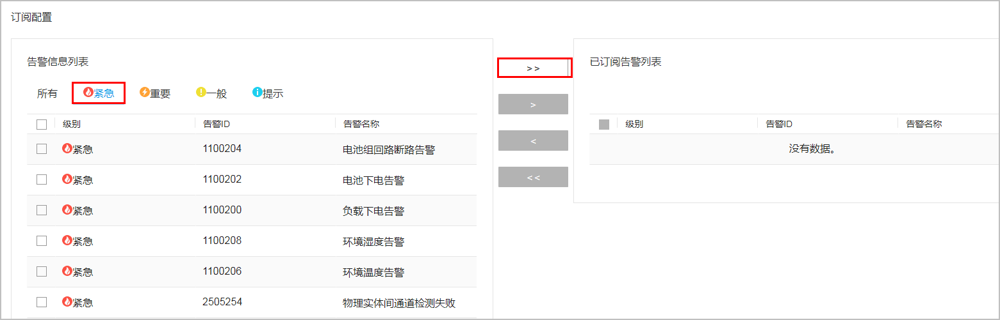 订阅配置
告警信息列表
所有 紧急 重要 一般 提示
级别 告警ID 告警名称
紧急 1100204 电池组回路断路告警
紧急 1100202 电池下电告警
紧急 1100200 负载下电告警
紧急 1100208 环境湿度告警
紧急 1100206 环境温度告警
紧急 2505254 物理实体间通道检测失败
>>
>
<
<<
已订阅告警列表
级别 告警ID 告警名称
没有数据。